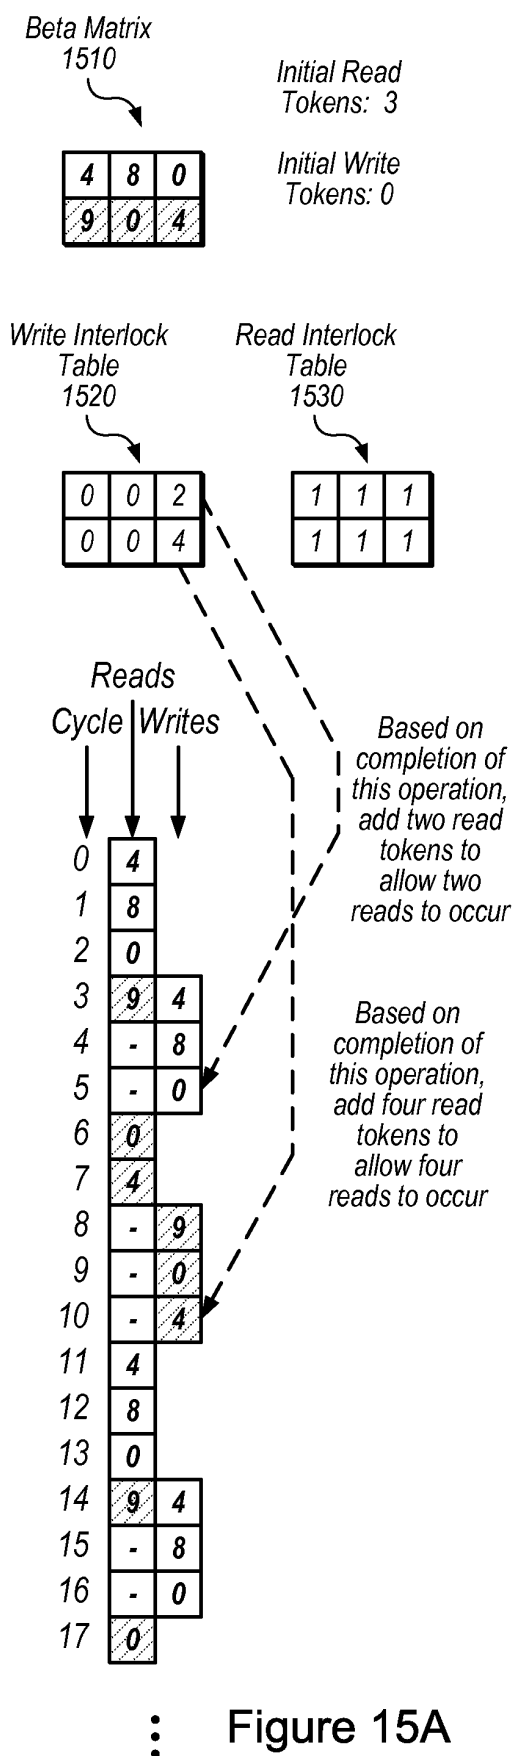 Beta Matrix
1510
Initial Read
Tokens: 3
Initial Write
Tokens: 0
4 8 0
9 0 4
Write Interlock
Table
1520
Read Interlock
Table
1530
0 0 2
0 0 4
1 1 1
1 1 1
Reads
Cycle Writes
Based on
completion of
this operation,
add two read
tokens to
allow two
reads to occur
Based on
completion of
this operation,
add four read
tokens to
allow four
reads to occur
0 4
1 8
2 0
3 9 4
4 - 8
5 - 0
6 0
7 4
8 - 9
9 - 0
10 - 4
11 4
12 8
13 0
14 9 4
15 - 8
16 - 0
17 0
Figure 15A